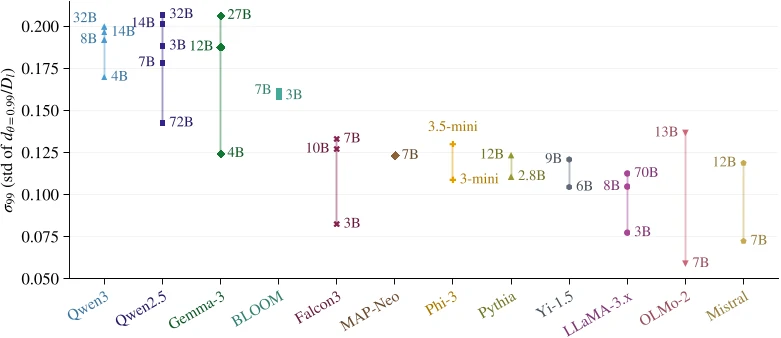 0.200
0.175
0.150
0.125
0.100
0.075
0.050
σ99 (std of dθ=0.99/Dl)
32B
14B
8B
4B
32B
14B
3B
7B
72B
27B
12B
4B
7B
3B
7B
10B
3B
7B
3.5-mini
3-mini
12B
2.8B
9B
6B
70B
8B
3B
13B
7B
12B
7B
Qwen3
Qwen2.5
Gemma-3
BLOOM
Falcon3
MAP-Neo
Phi-3
Pythia
Yi-1.5
LLaMA-3.x
OLMo-2
Mistral